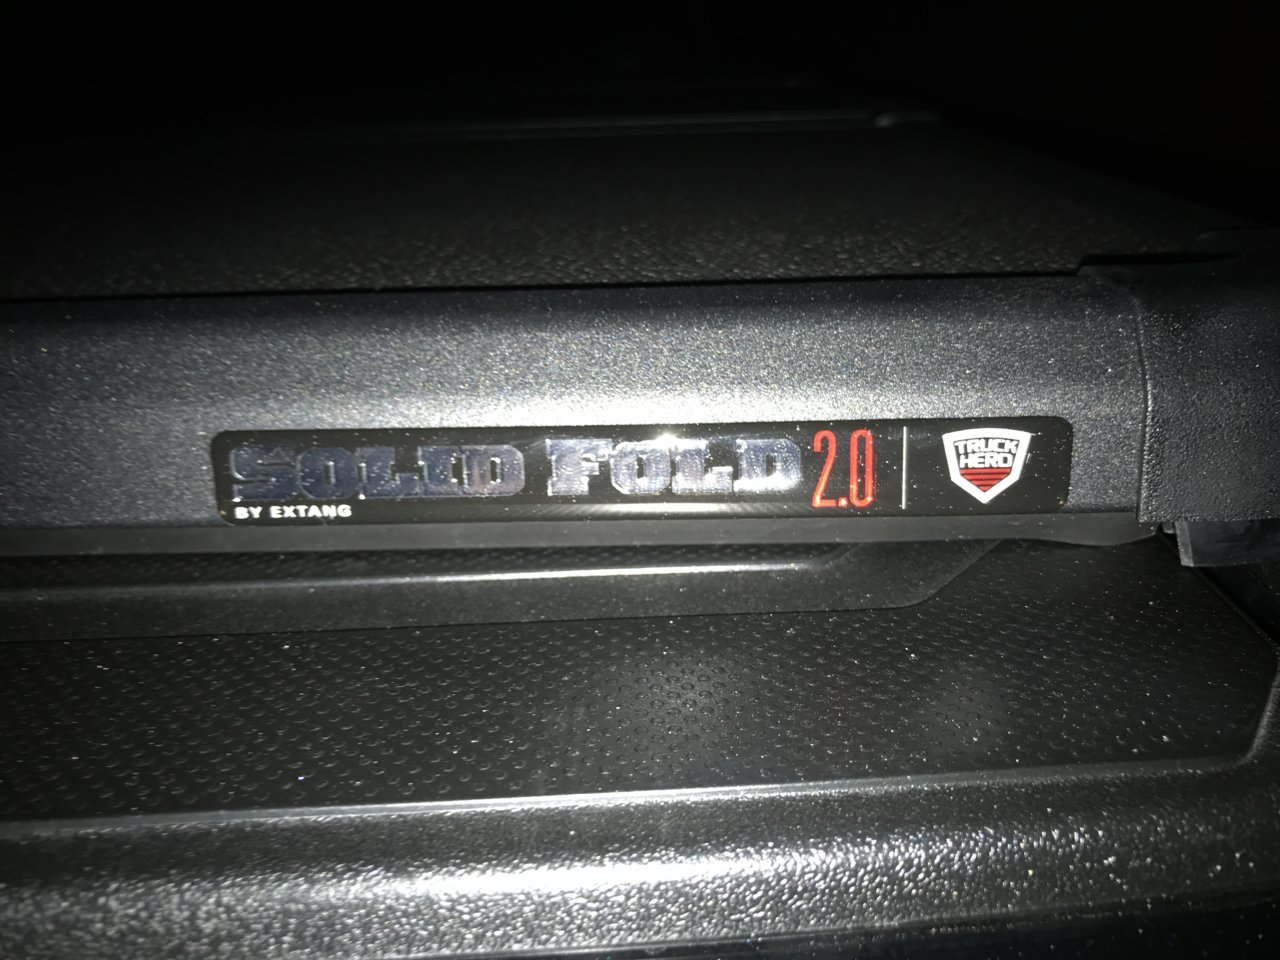 SOLID FOLD 2.0
BY EXTANG
TRUCK
HERO